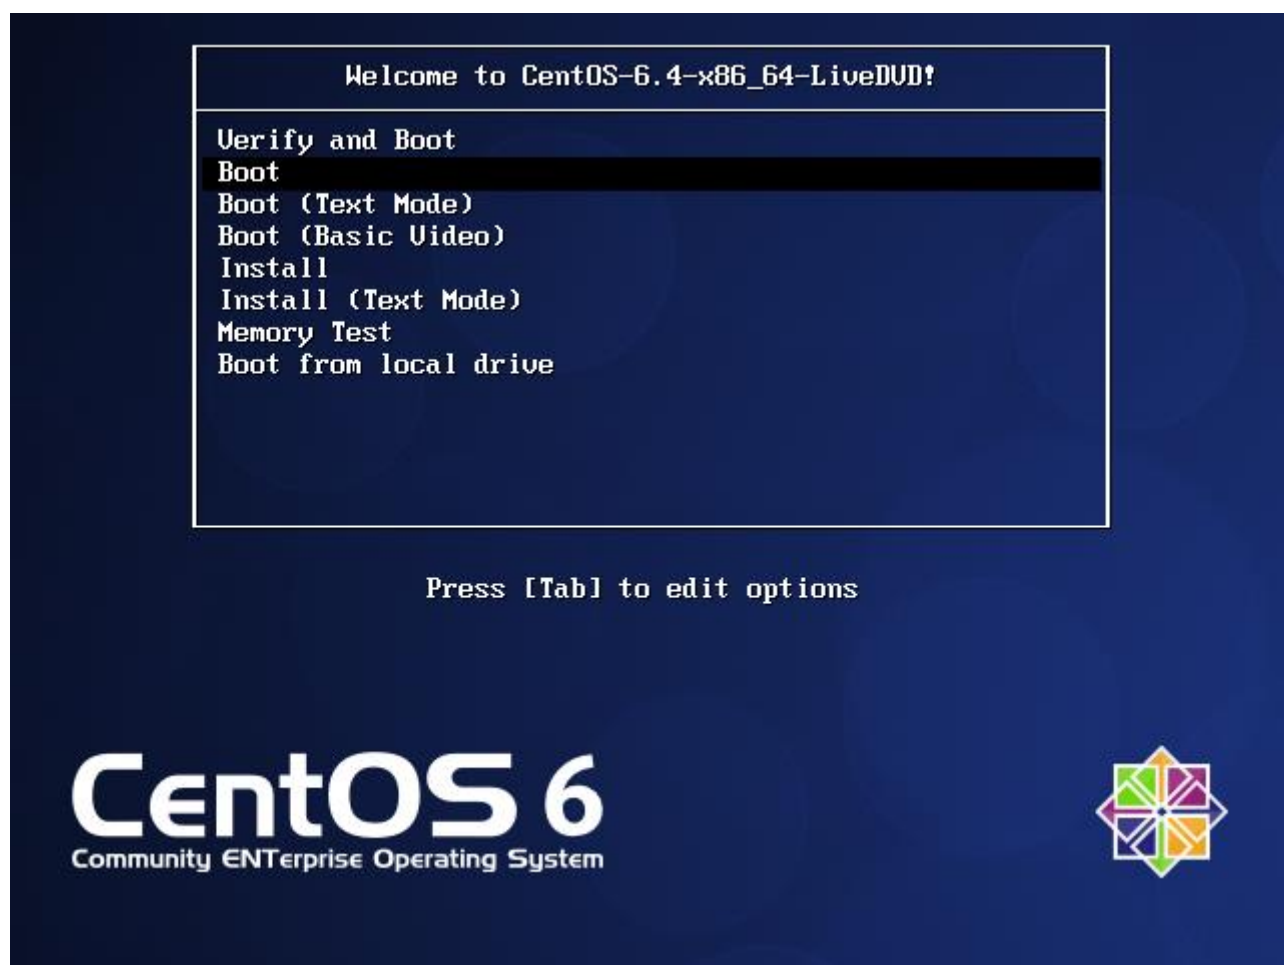 Welcome to CentOS-6.4-x86_64-LiveDVD!
Verify and Boot
Boot
Boot (Text Mode)
Boot (Basic Video)
Install
Install (Text Mode)
Memory Test
Boot from local drive
Press [Tab] to edit options
CentOS 6
Community ENTerprise Operating System